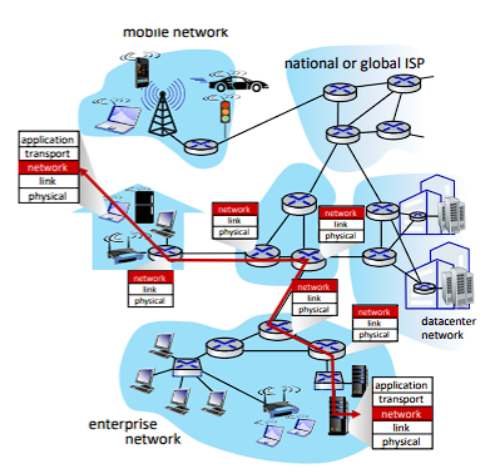 mobile network
national or global ISP
application
transport
network
link
physical
network
link
physical
network
link
physical
network
link
physical
network
link
physical
network
link
physical
datacenter
network
application
transport
network
link
physical
enterprise
network